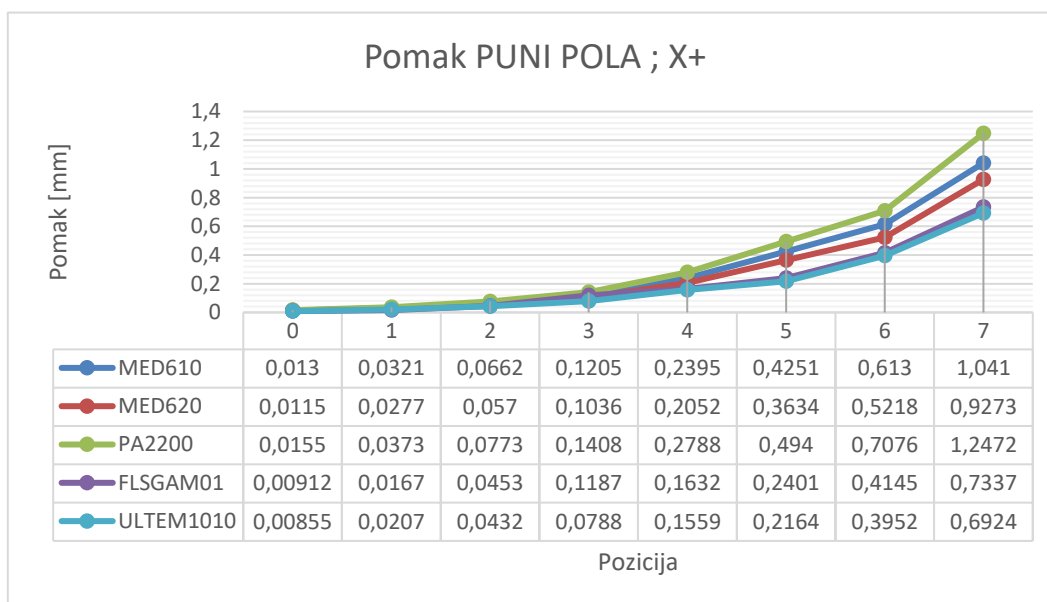 Pomak PUNI POLA ; X+
Pomak [mm]
1,4
1,2
1
0,8
0,6
0,4
0,2
0
0 1 2 3 4 5 6 7
MED610 0,013 0,0321 0,0662 0,1205 0,2395 0,4251 0,613 1,041
MED620 0,0115 0,0277 0,057 0,1036 0,2052 0,3634 0,5218 0,9273
PA2200 0,0155 0,0373 0,0773 0,1408 0,2788 0,494 0,7076 1,2472
FLSGAM01 0,00912 0,0167 0,0453 0,1187 0,1632 0,2401 0,4145 0,7337
ULTEM1010 0,00855 0,0207 0,0432 0,0788 0,1559 0,2164 0,3952 0,6924
Pozicija